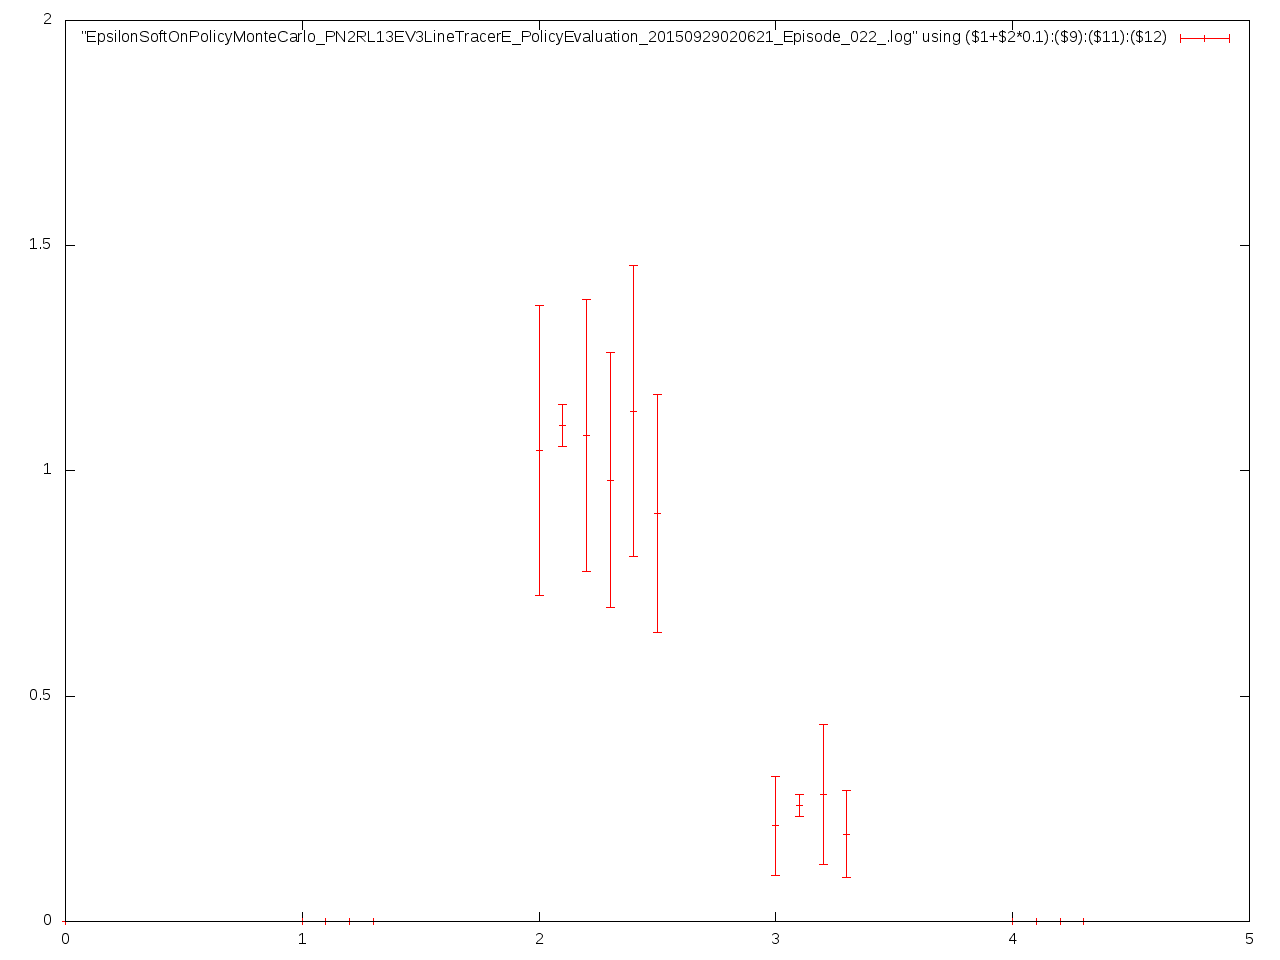 2
"EpsilonSoftOnPolicyMonteCarlo_PN2RL13EV3LineTracerE_PolicyEvaluation_20150929020621_Episode_022_.log" using ($1+$2*0.1):($9):($11):($12)
1.5
1
0.5
0
0 1 2 3 4 5